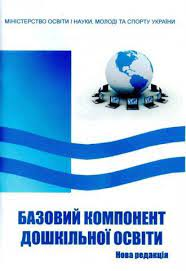 МІНІСТЕРСТВО ОСВІТИ І НАУКИ, МОЛОДІ ТА СПОРТУ УКРАЇНИ
БАЗОВИЙ КОМПОНЕНТ
ДОШКІЛЬНОЇ ОСВІТИ
Нова редакція